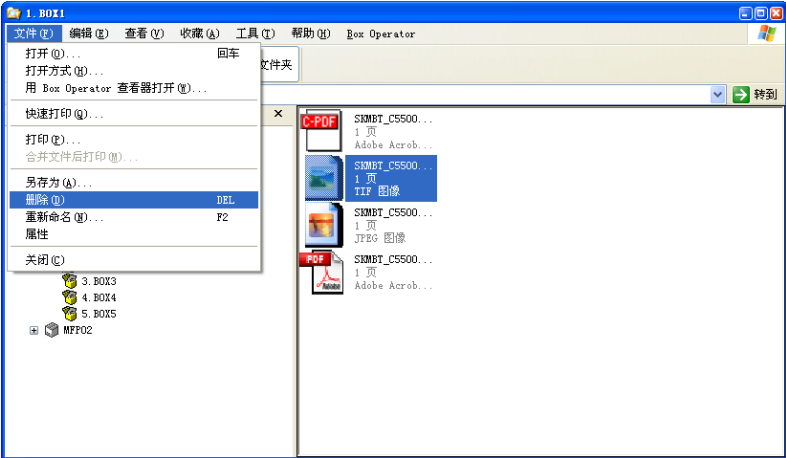 1. BOX1
文件(F) 编辑(E) 查看(V) 收藏(A) 工具(T) 帮助(H) Box Operator
打开(O)... 回车
打开方式(H)...
用 Box Operator 查看器打开(W)...
快速打印(Q)...
打印(P)...
合并文件后打印(M)...
另存为(A)...
删除(D) DEL
重新命名(N)... F2
属性
关闭(C)
文件夹
转到
3. BOX3
4. BOX4
5. BOX5
MFP02
C-PDF
SKMBT_C5500...
1 页
Adobe Acrob...
SKMBT_C5500...
1 页
TIF 图像
SKMBT_C5500...
1 页
JPEG 图像
PDF
Adobe
SKMBT_C5500...
1 页
Adobe Acrob...